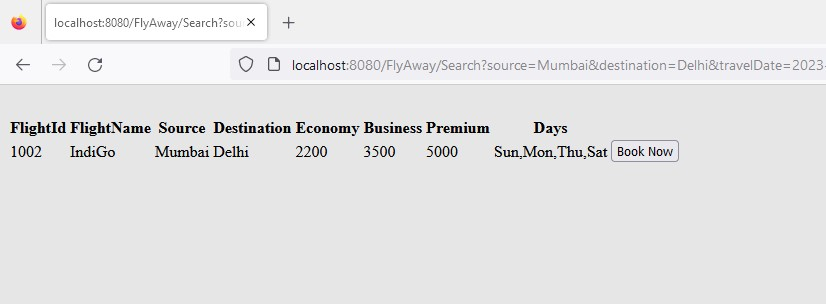 localhost:8080/FlyAway/Search?sou
localhost:8080/FlyAway/Search?source=Mumbai&destination=Delhi&travelDate=2023-
FlightId FlightName Source Destination Economy Business Premium Days
1002 IndiGo Mumbai Delhi 2200 3500 5000 Sun,Mon,Thu,Sat Book Now